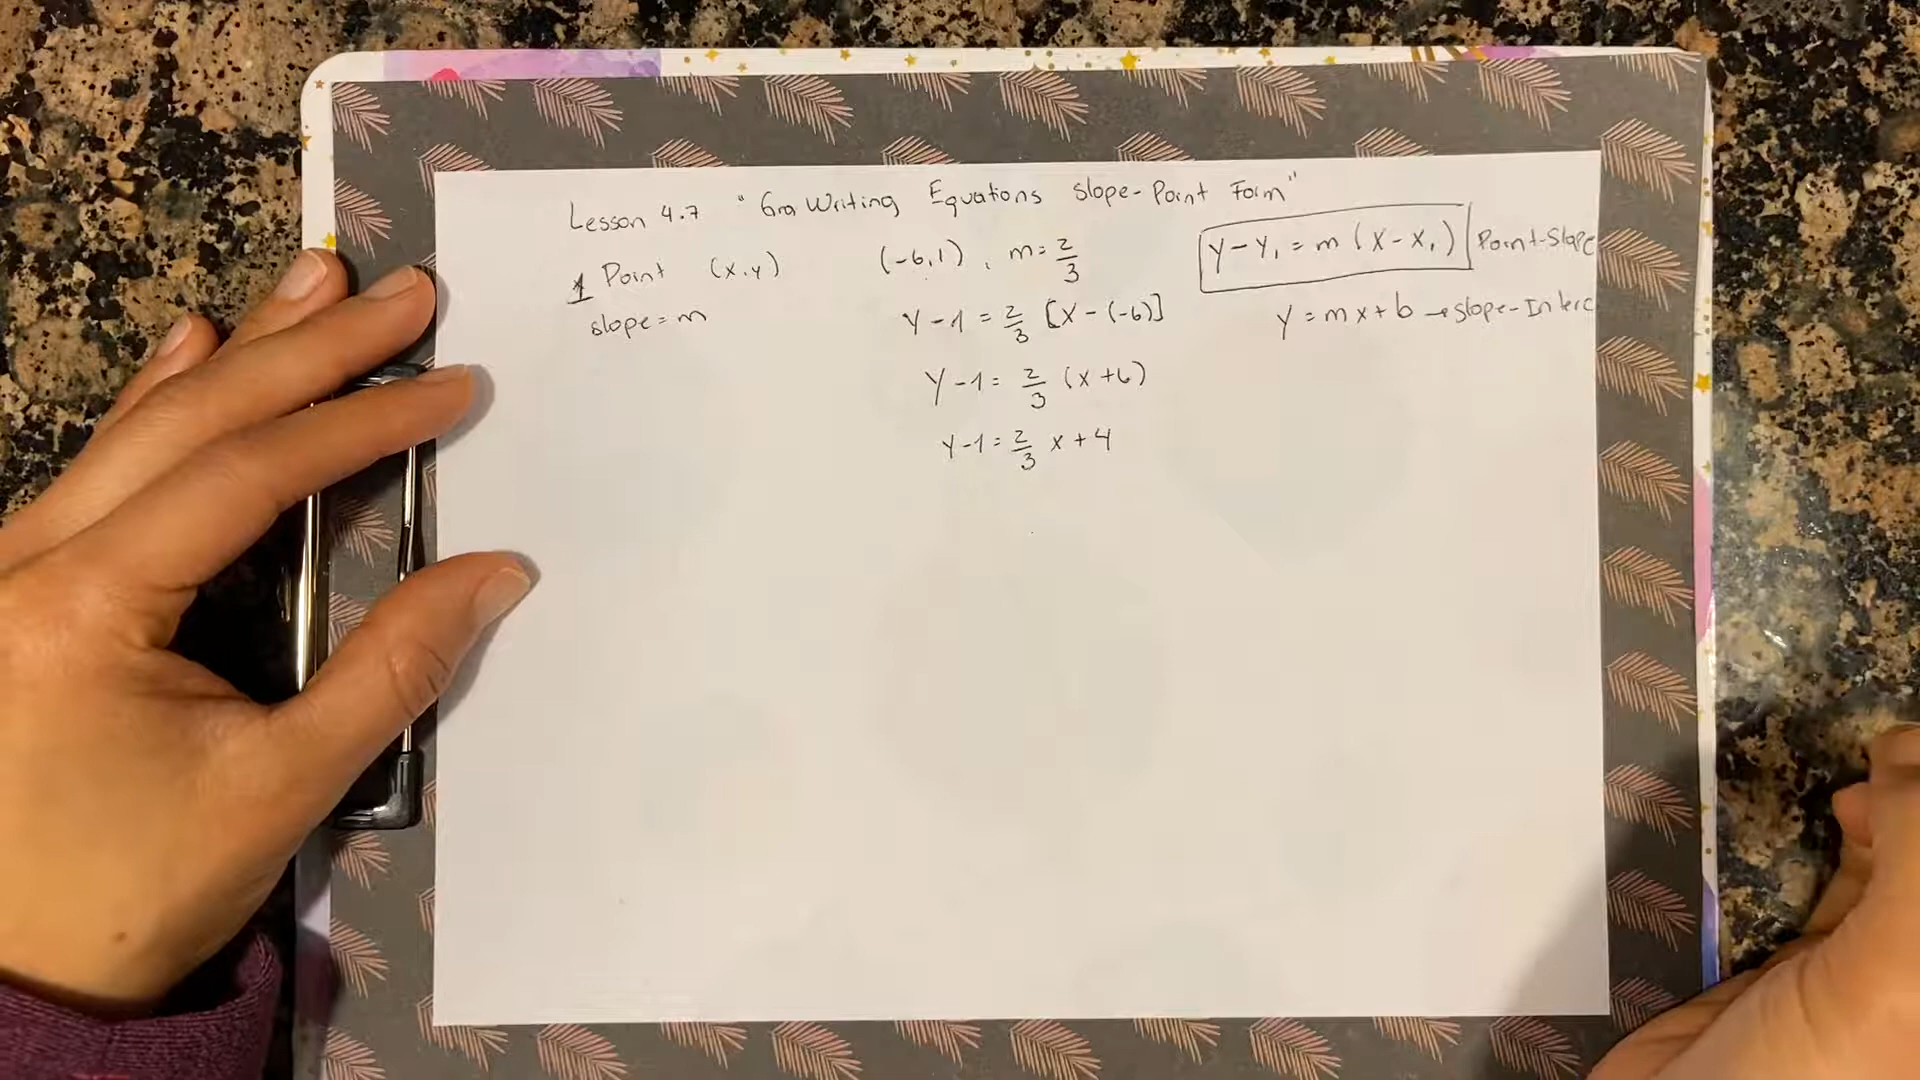 Lesson 4.7 "Gra Writing Equations Slope-Point Form"
1 Point (x,y)
slope = m
(-6,1), m = 2/3
y - 1 = 2/3 [x - (-6)]
y - 1 = 2/3 (x + 6)
y - 1 = 2/3 x + 4
y - y₁ = m (x - x₁) Point-Slope
y = mx + b → slope-Interc